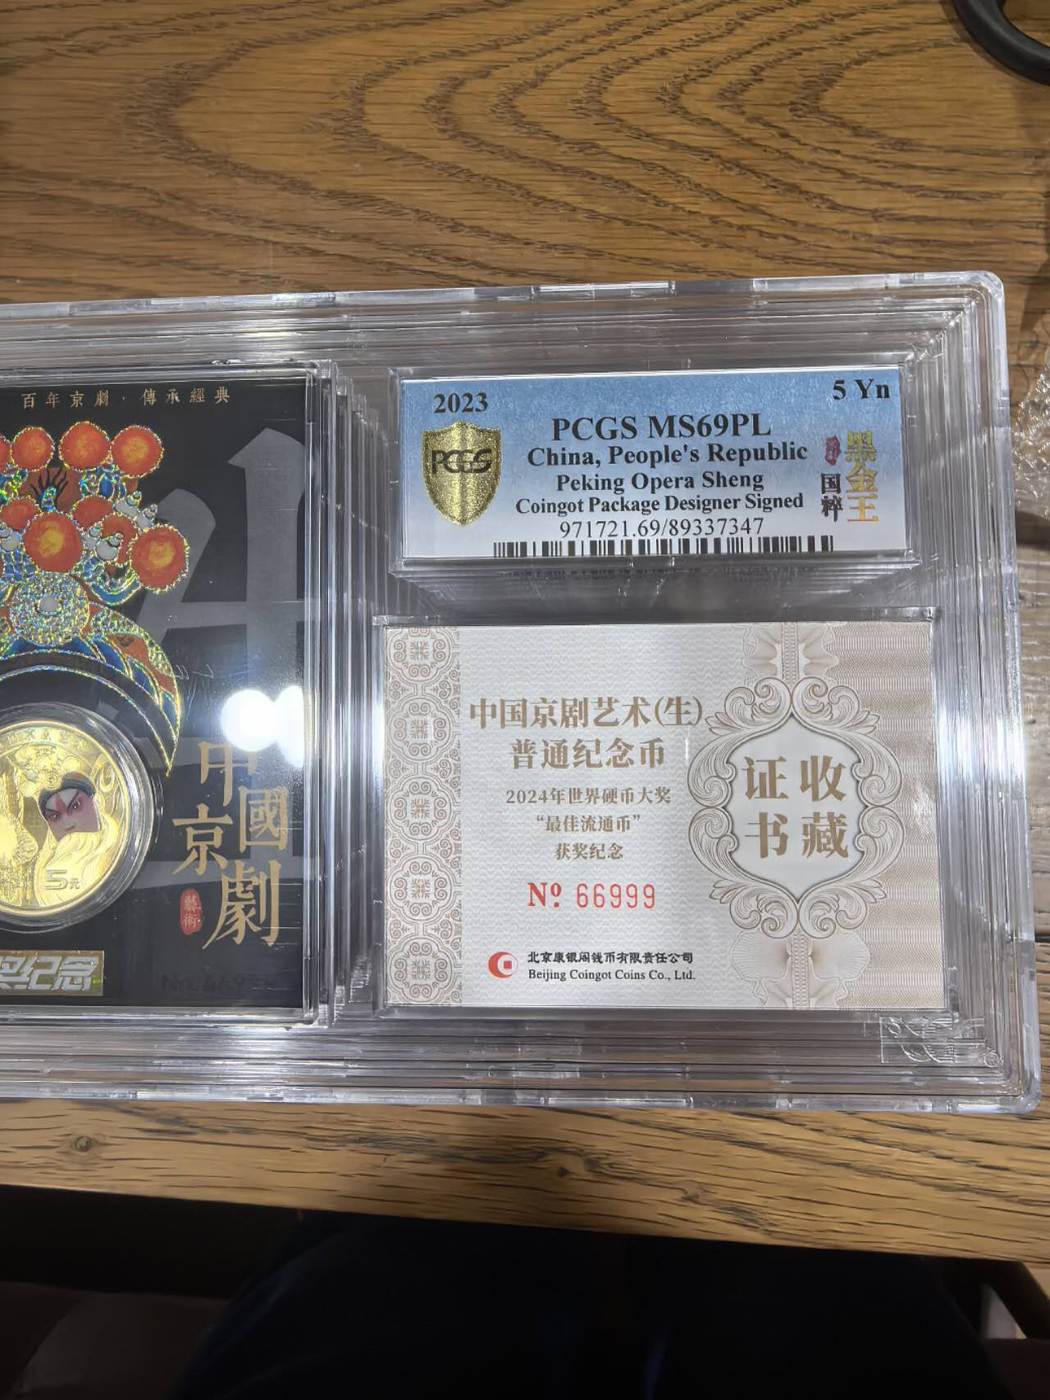 百年京劇·傳承經典
5元
中國
京劇
藝術
奖纪念
2023
5 Yn
PCGS
PCGS MS69PL
China, People's Republic
Peking Opera Sheng
Coingot Package Designer Signed
971721.69/89337347
国粹
黑金王
中国京剧艺术(生)
普通纪念币
2024年世界硬币大奖
“最佳流通币”
获奖纪念
Nº 66999
收藏
证书
北京康银阁钱币有限责任公司
Beijing Coingot Coins Co., Ltd.